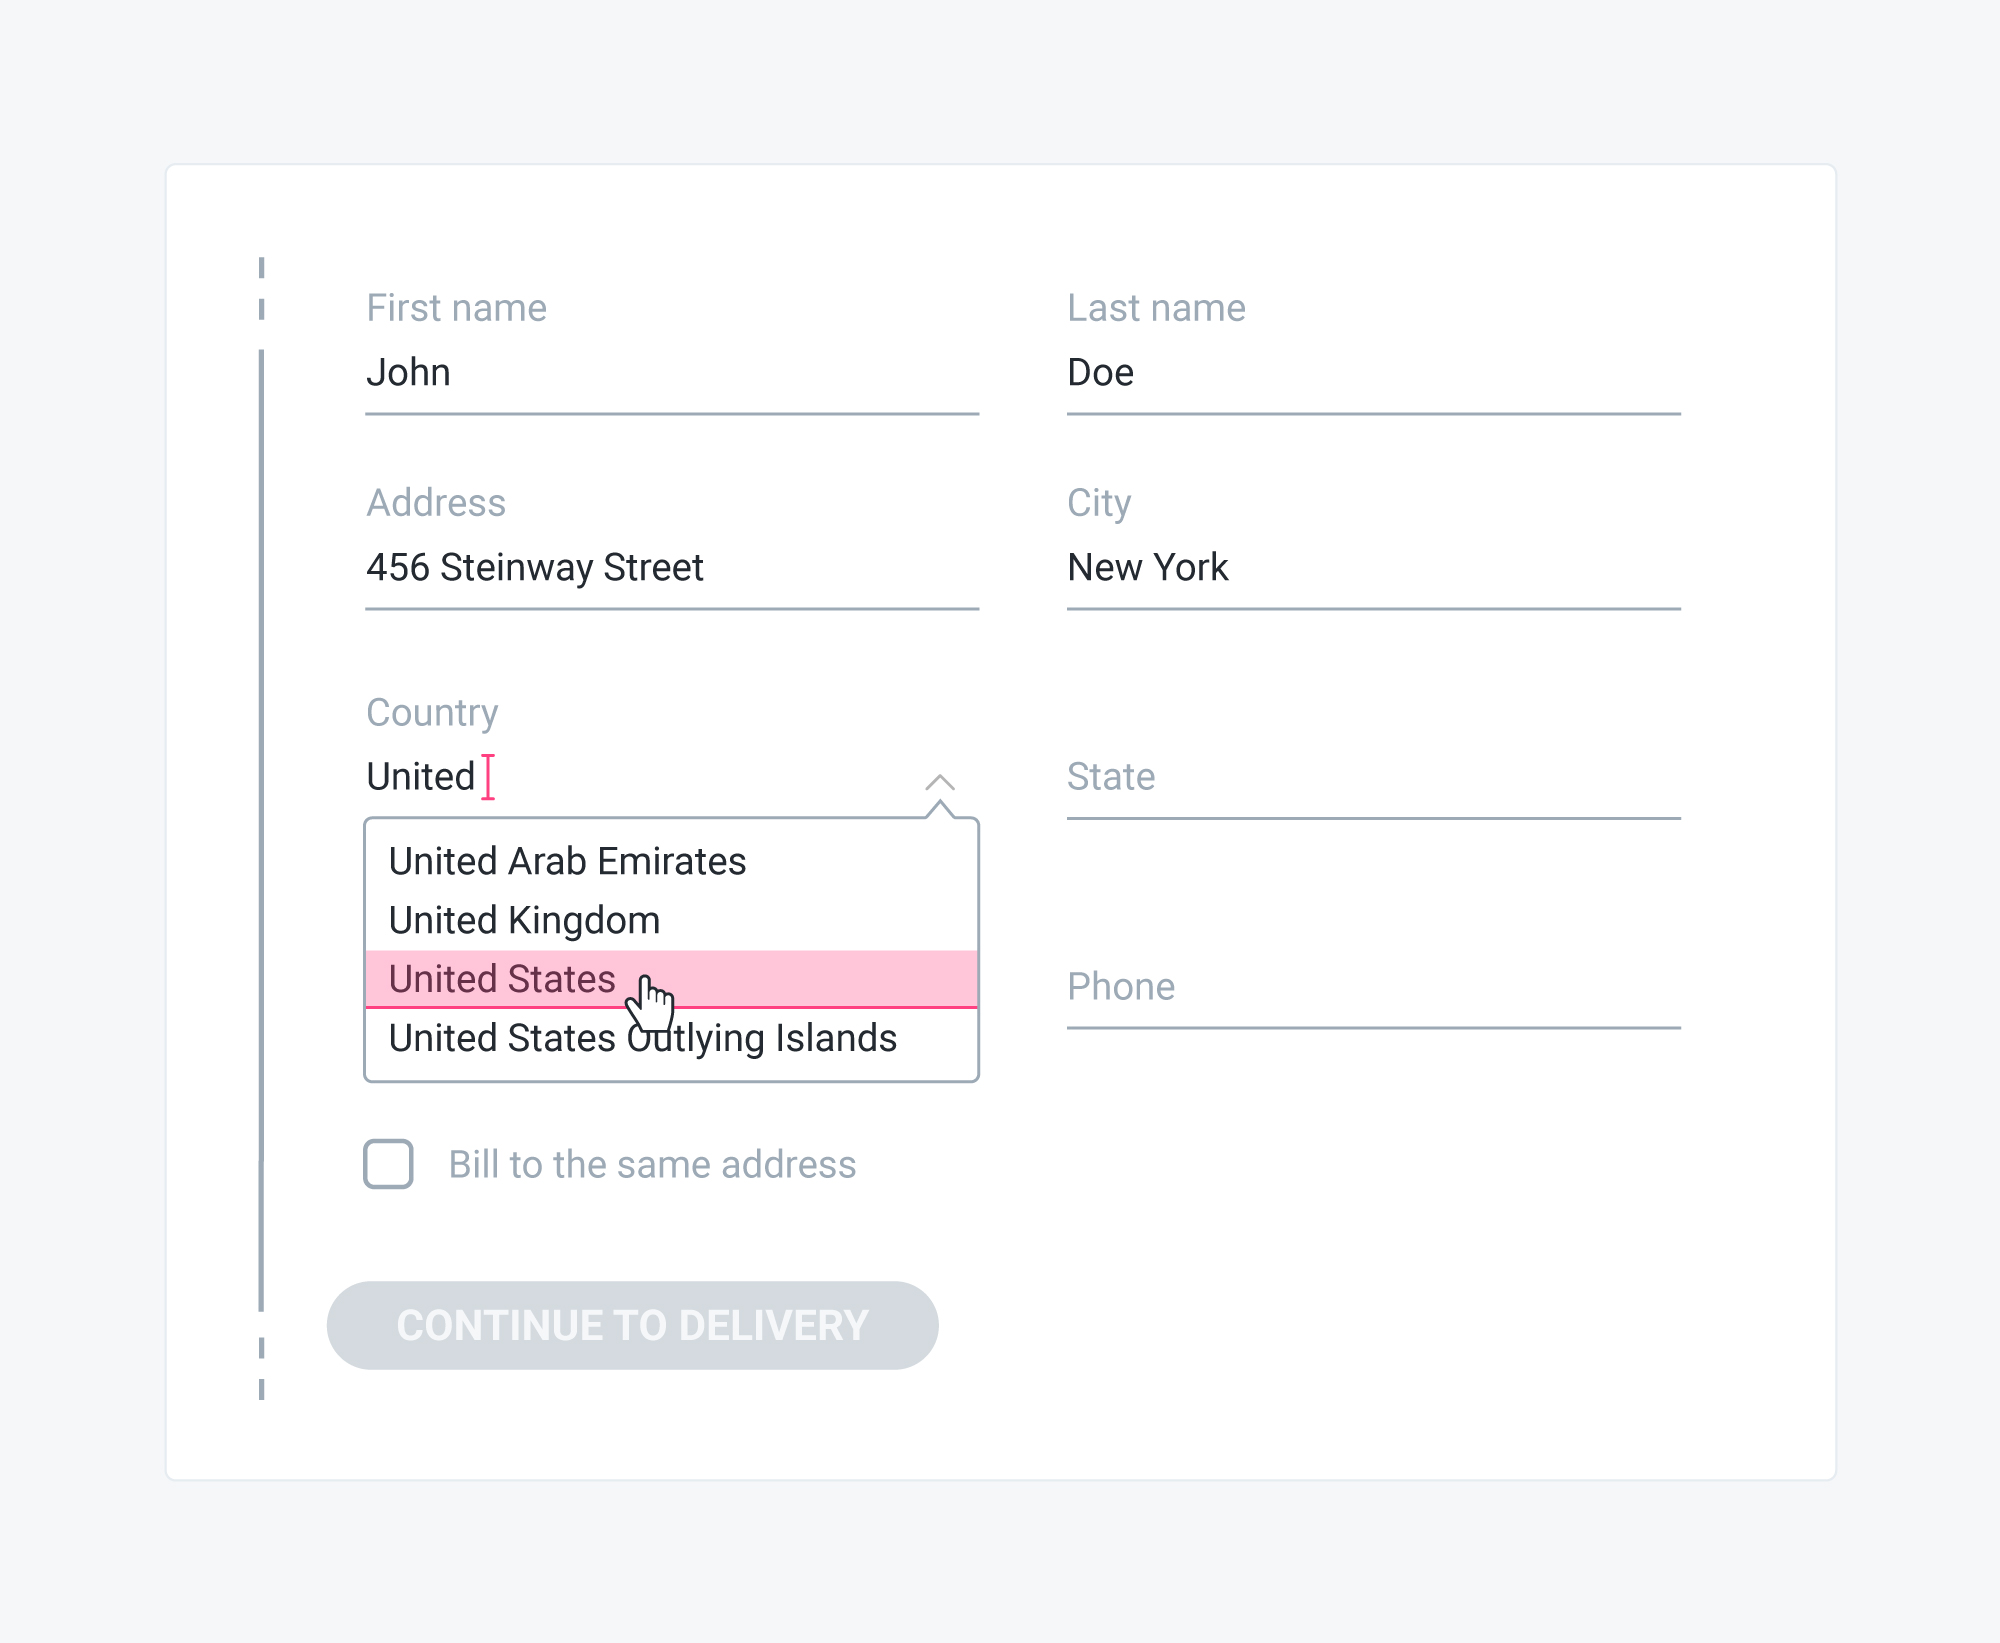 First name
John
Last name
Doe
Address
456 Steinway Street
City
New York
Country
United
State
United Arab Emirates
United Kingdom
United States
United States Outlying Islands
Phone
Bill to the same address
CONTINUE TO DELIVERY